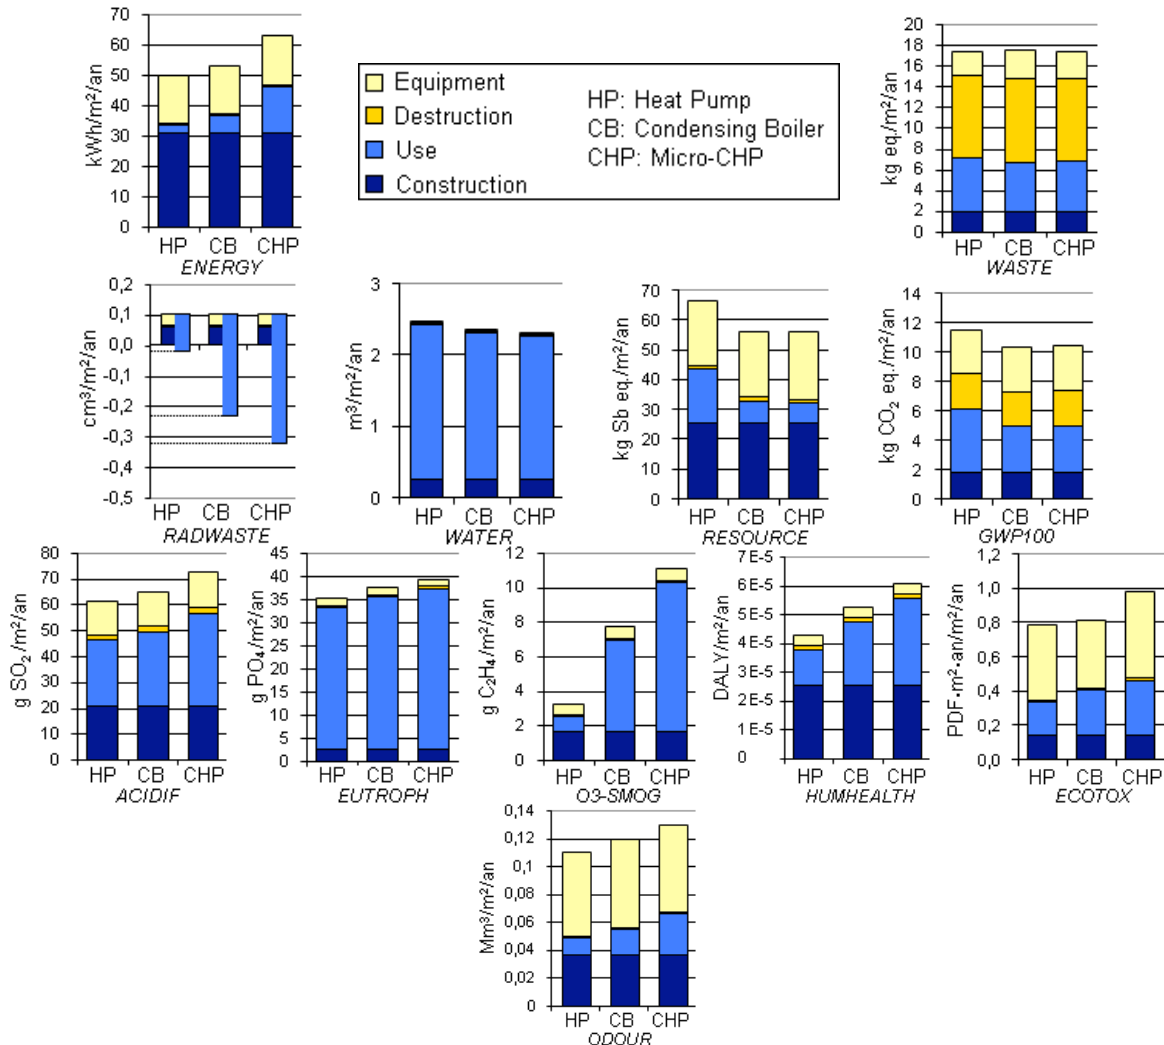 70
60
50
40
30
20
10
0
kWh/m²/an
HP CB CHP
ENERGY
Equipment
Destruction
Use
Construction
HP: Heat Pump
CB: Condensing Boiler
CHP: Micro-CHP
20
18
16
14
12
10
8
6
4
2
0
kg eq./m²/an
HP CB CHP
WASTE
0,2
0,1
0,0
-0,1
-0,2
-0,3
-0,4
-0,5
cm³/m²/an
HP CB CHP
RADWASTE
3
2
1
0
m³/m²/an
HP CB CHP
WATER
70
60
50
40
30
20
10
0
kg Sb eq./m²/an
HP CB CHP
RESOURCE
14
12
10
8
6
4
2
0
kg CO₂ eq./m²/an
HP CB CHP
GWP100
80
70
60
50
40
30
20
10
0
g SO₂/m²/an
HP CB CHP
ACIDIF
45
40
35
30
25
20
15
10
5
0
g PO₄/m²/an
HP CB CHP
EUTROPH
12
10
8
6
4
2
0
g C₂H₄/m²/an
HP CB CHP
O3-SMOG
7E-5
6E-5
5E-5
4E-5
3E-5
2E-5
1E-5
0
DALY/m²/an
HP CB CHP
HUMHEALTH
1,2
1,0
0,8
0,6
0,4
0,2
0,0
PDF·m²·an/m²/an
HP CB CHP
ECOTOX
0,14
0,12
0,1
0,08
0,06
0,04
0,02
0
Mm³/m²/an
HP CB CHP
ODOUR